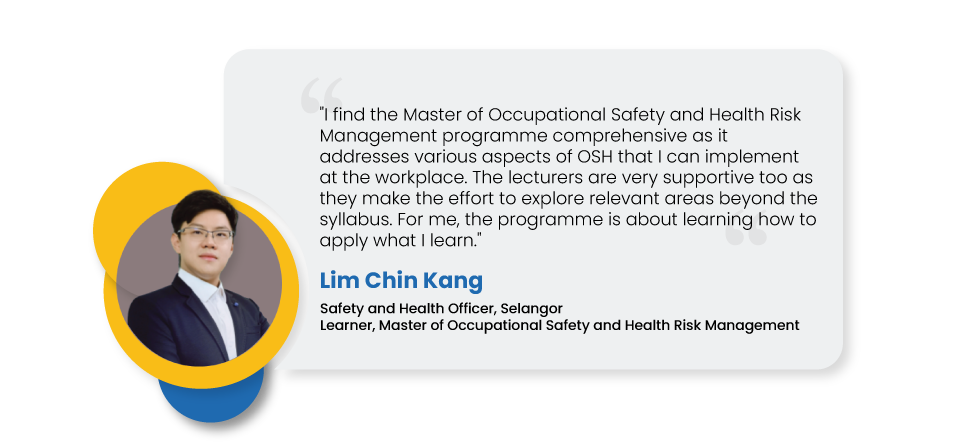 "I find the Master of Occupational Safety and Health Risk
Management programme comprehensive as it
addresses various aspects of OSH that I can implement
at the workplace. The lecturers are very supportive too as
they make the effort to explore relevant areas beyond the
syllabus. For me, the programme is about learning how to
apply what I learn."
Lim Chin Kang
Safety and Health Officer, Selangor
Learner, Master of Occupational Safety and Health Risk Management